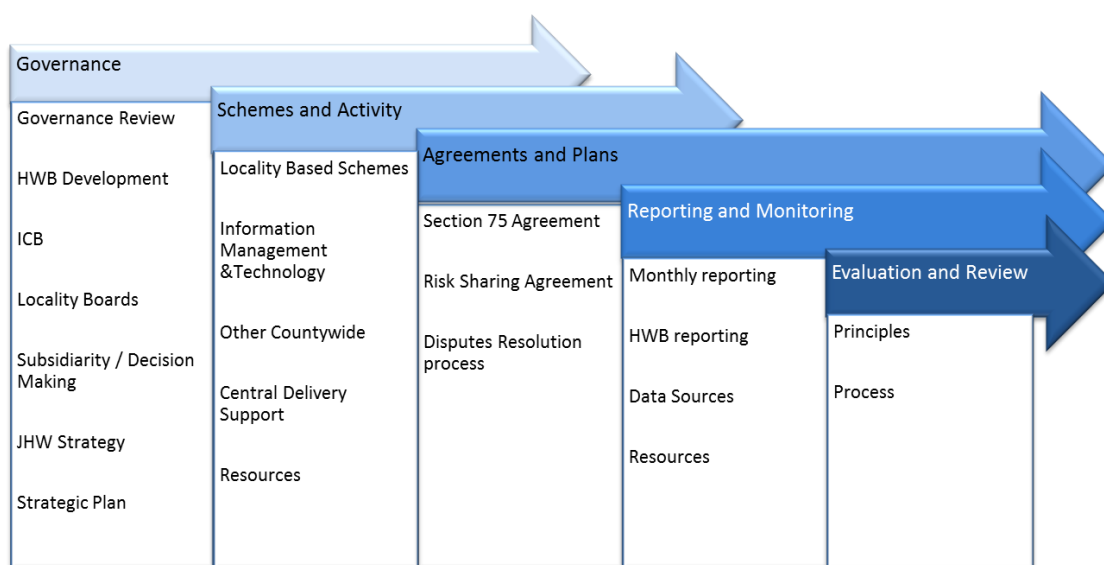 Governance
Governance Review
HWB Development
ICB
Locality Boards
Subsidiarity / Decision
Making
JHW Strategy
Strategic Plan
Schemes and Activity
Locality Based Schemes
Information
Management
&Technology
Other Countywide
Central Delivery
Support
Resources
Agreements and Plans
Section 75 Agreement
Risk Sharing Agreement
Disputes Resolution
process
Reporting and Monitoring
Monthly reporting
HWB reporting
Data Sources
Resources
Evaluation and Review
Principles
Process